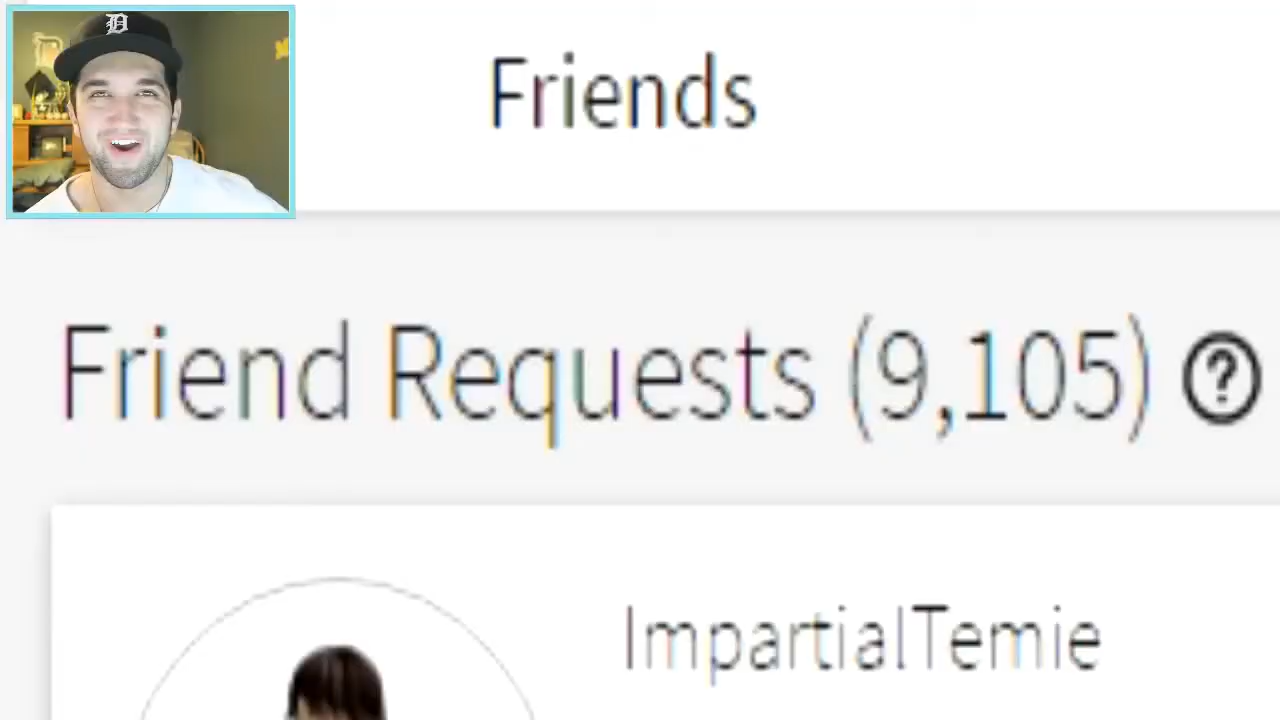 D
Friends
Friend Requests (9,105) ?
ImpartialTemie